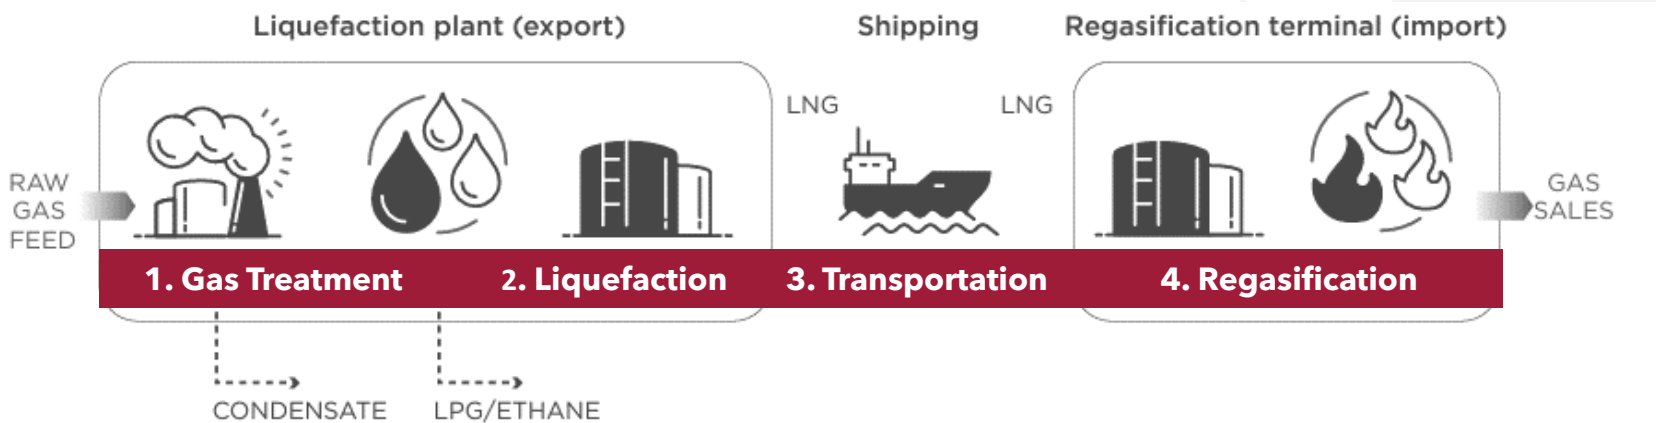 Liquefaction plant (export)
Shipping
Regasification terminal (import)
LNG
LNG
RAW
GAS
FEED
GAS
SALES
1. Gas Treatment
2. Liquefaction
3. Transportation
4. Regasification
CONDENSATE
LPG/ETHANE